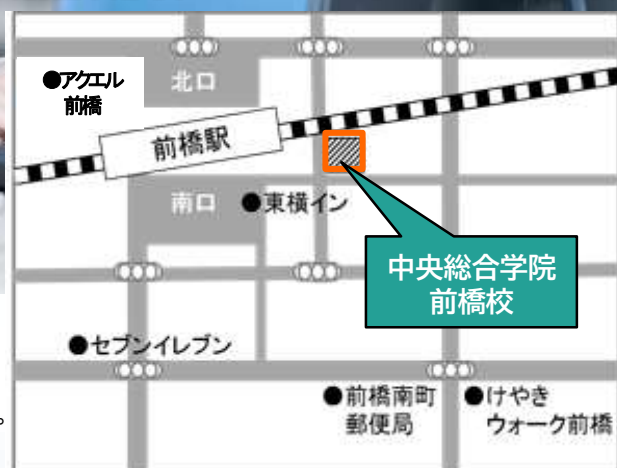 ●アクエル
前橋
北口
前橋駅
南口
●東横イン
中央総合学院
前橋校
●セブンイレブン
●前橋南町
郵便局
●けやき
ウォーク前橋
。